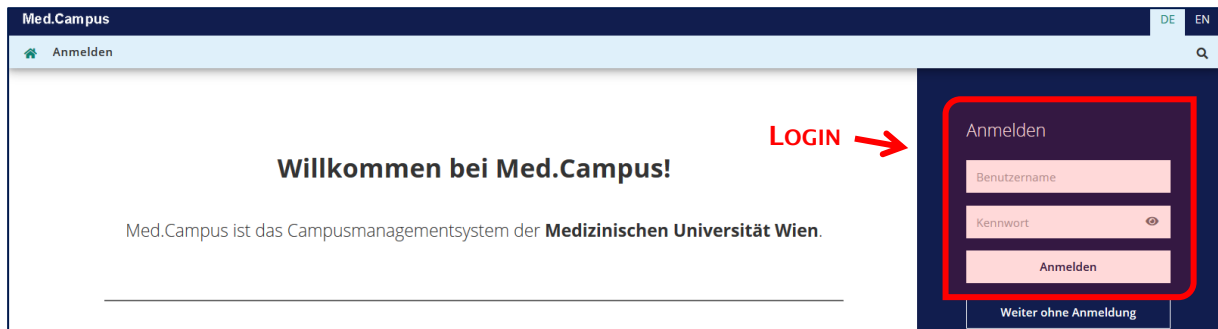 Med.Campus
DE EN
Anmelden
LOGIN
Anmelden
Benutzername
Kennwort
Anmelden
Weiter ohne Anmeldung
Willkommen bei Med.Campus!
Med.Campus ist das Campusmanagementsystem der Medizinischen Universität Wien.